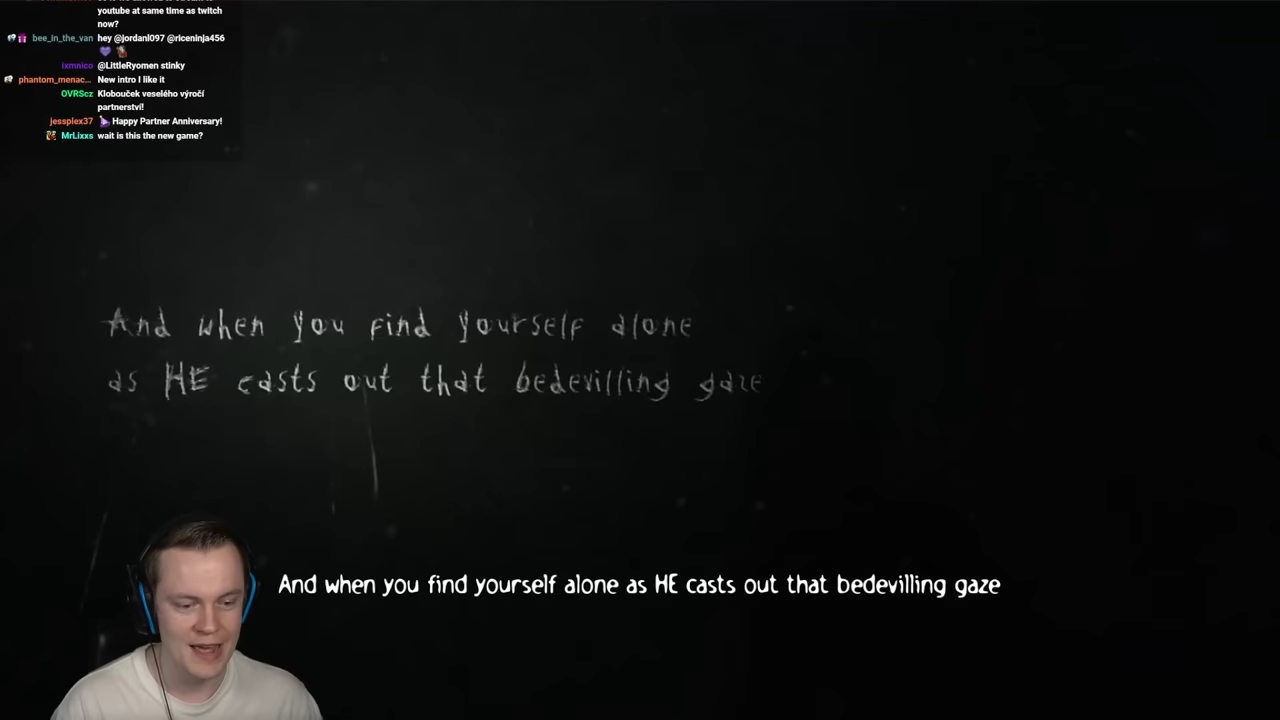 youtube at same time as twitch
now?
bee_in_the_van hey @jordanl097 @riceninja456
ixmnico @LittleRyomen stinky
phantom_menac... New intro I like it
OVRScz Klobouček veselého výročí
partnerství!
jessplex37 Happy Partner Anniversary!
MrLixxs wait is this the new game?
And when you find yourself alone
as HE casts out that bedevilling gaze
And when you find yourself alone as HE casts out that bedevilling gaze